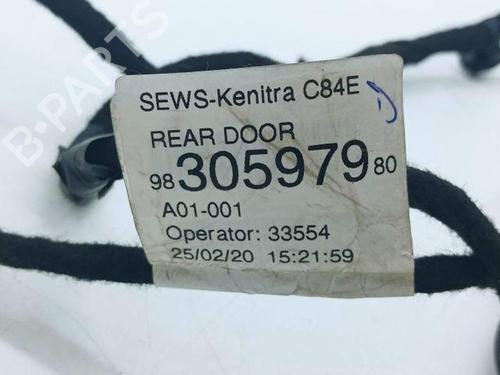 B-PARTS
SEWS-Kenitra C84E
REAR DOOR
98 305979 80
A01-001
Operator: 33554
25/02/20 15:21:59